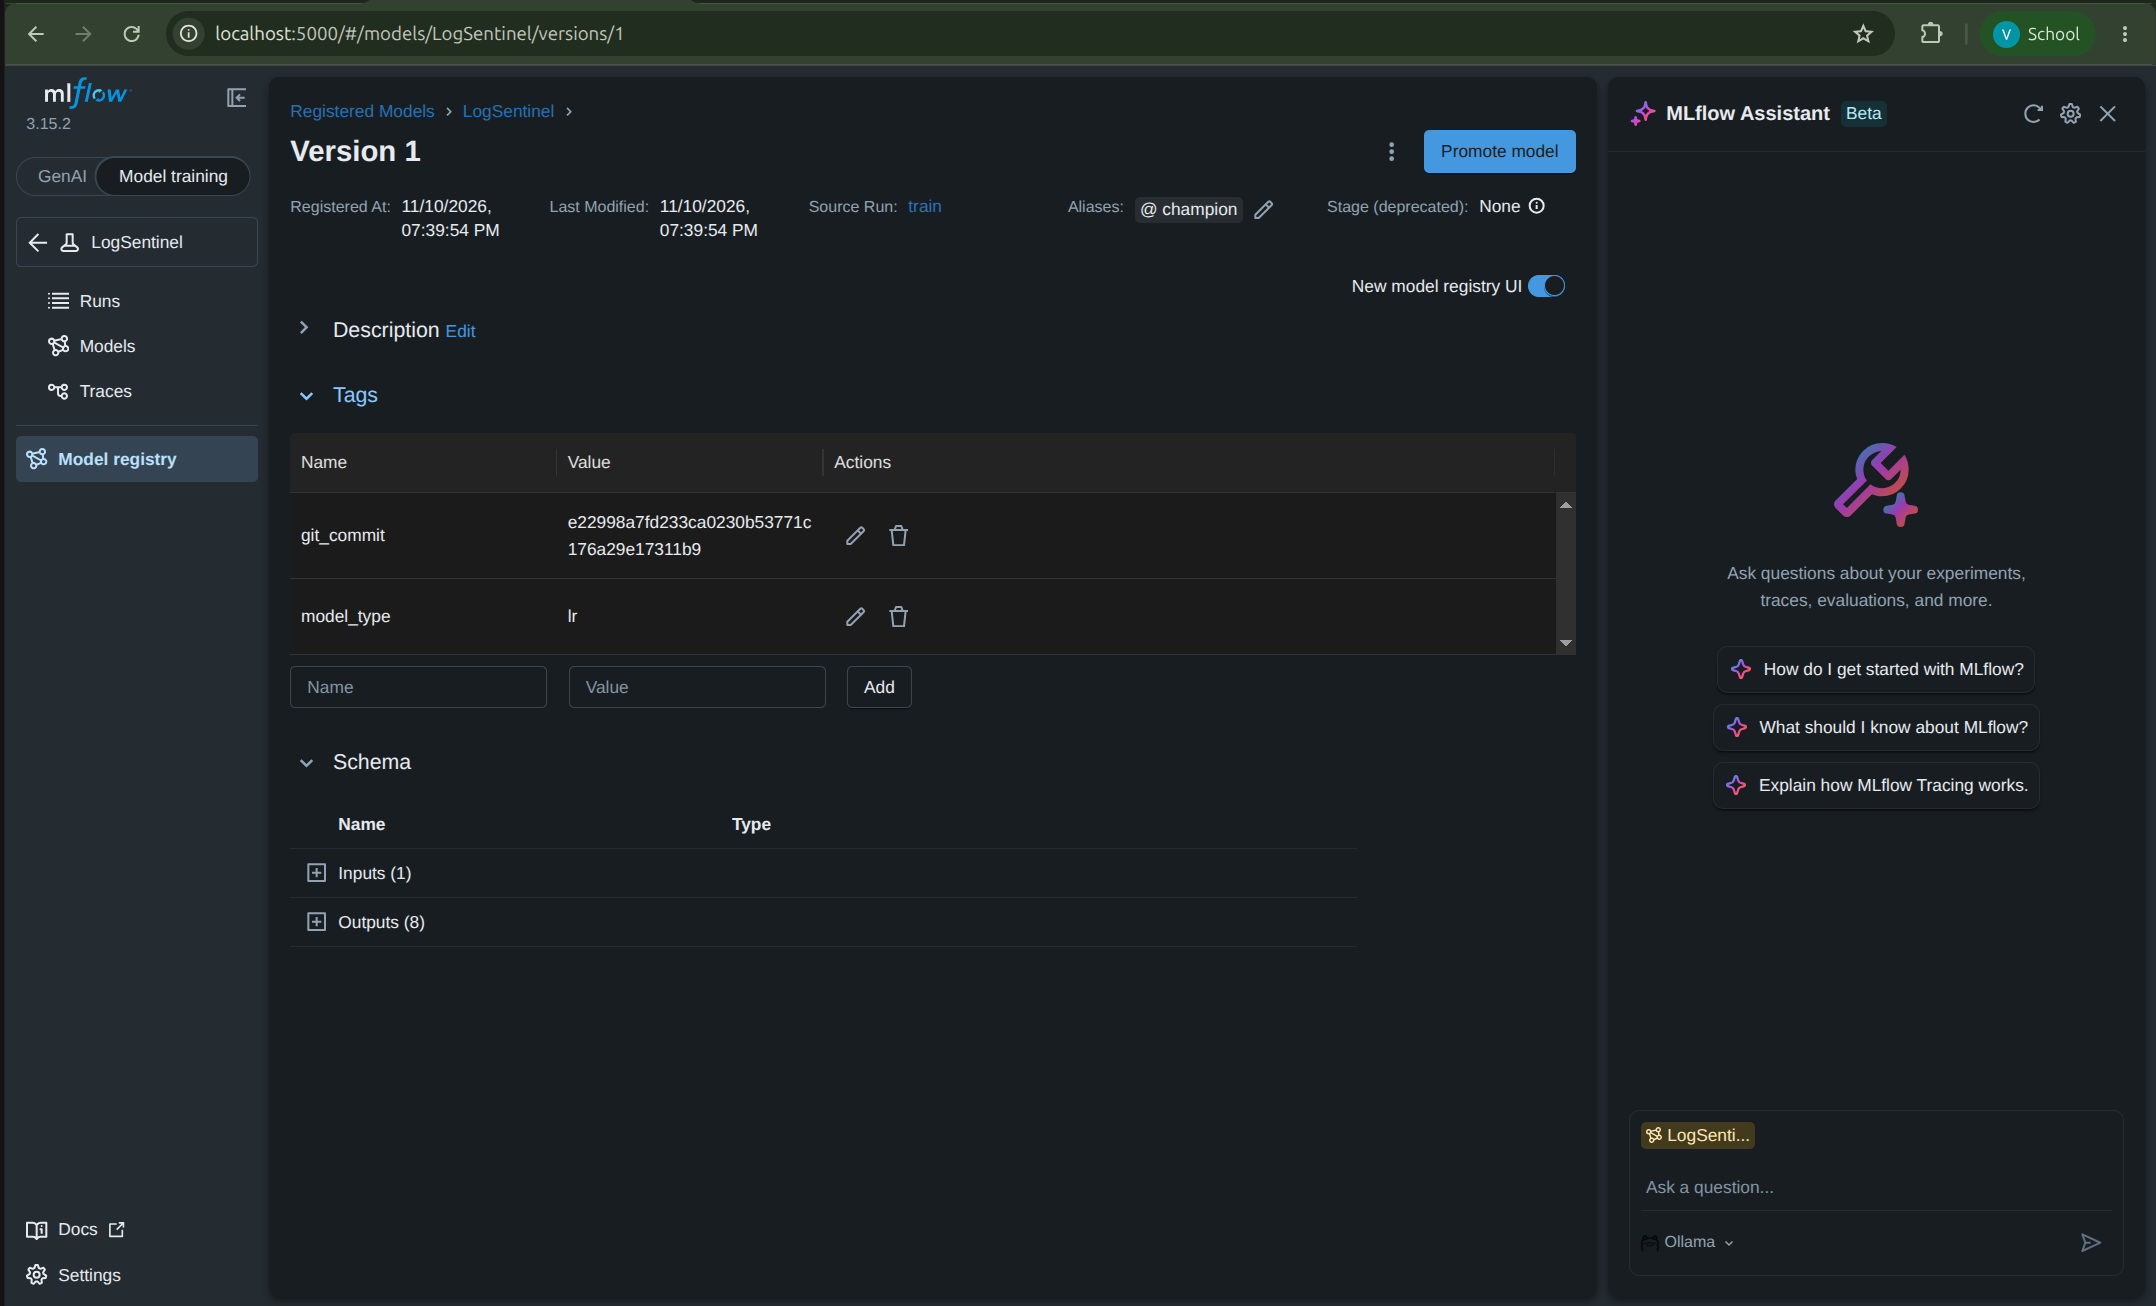 localhost:5000/#/models/LogSentinel/versions/1
V School
mlflow
3.15.2
GenAI Model training
LogSentinel
Runs
Models
Traces
Model registry
Docs
Settings
Registered Models > LogSentinel >
Version 1
Promote model
Registered At: 11/10/2026, 07:39:54 PM
Last Modified: 11/10/2026, 07:39:54 PM
Source Run: train
Aliases: @ champion
Stage (deprecated): None
New model registry UI
Description Edit
Tags
Name Value Actions
git_commit e22998a7fd233ca0230b53771c
176a29e17311b9
model_type lr
Name Value Add
Schema
Name Type
Inputs (1)
Outputs (8)
MLflow Assistant Beta
Ask questions about your experiments,
traces, evaluations, and more.
How do I get started with MLflow?
What should I know about MLflow?
Explain how MLflow Tracing works.
LogSenti...
Ask a question...
Ollama